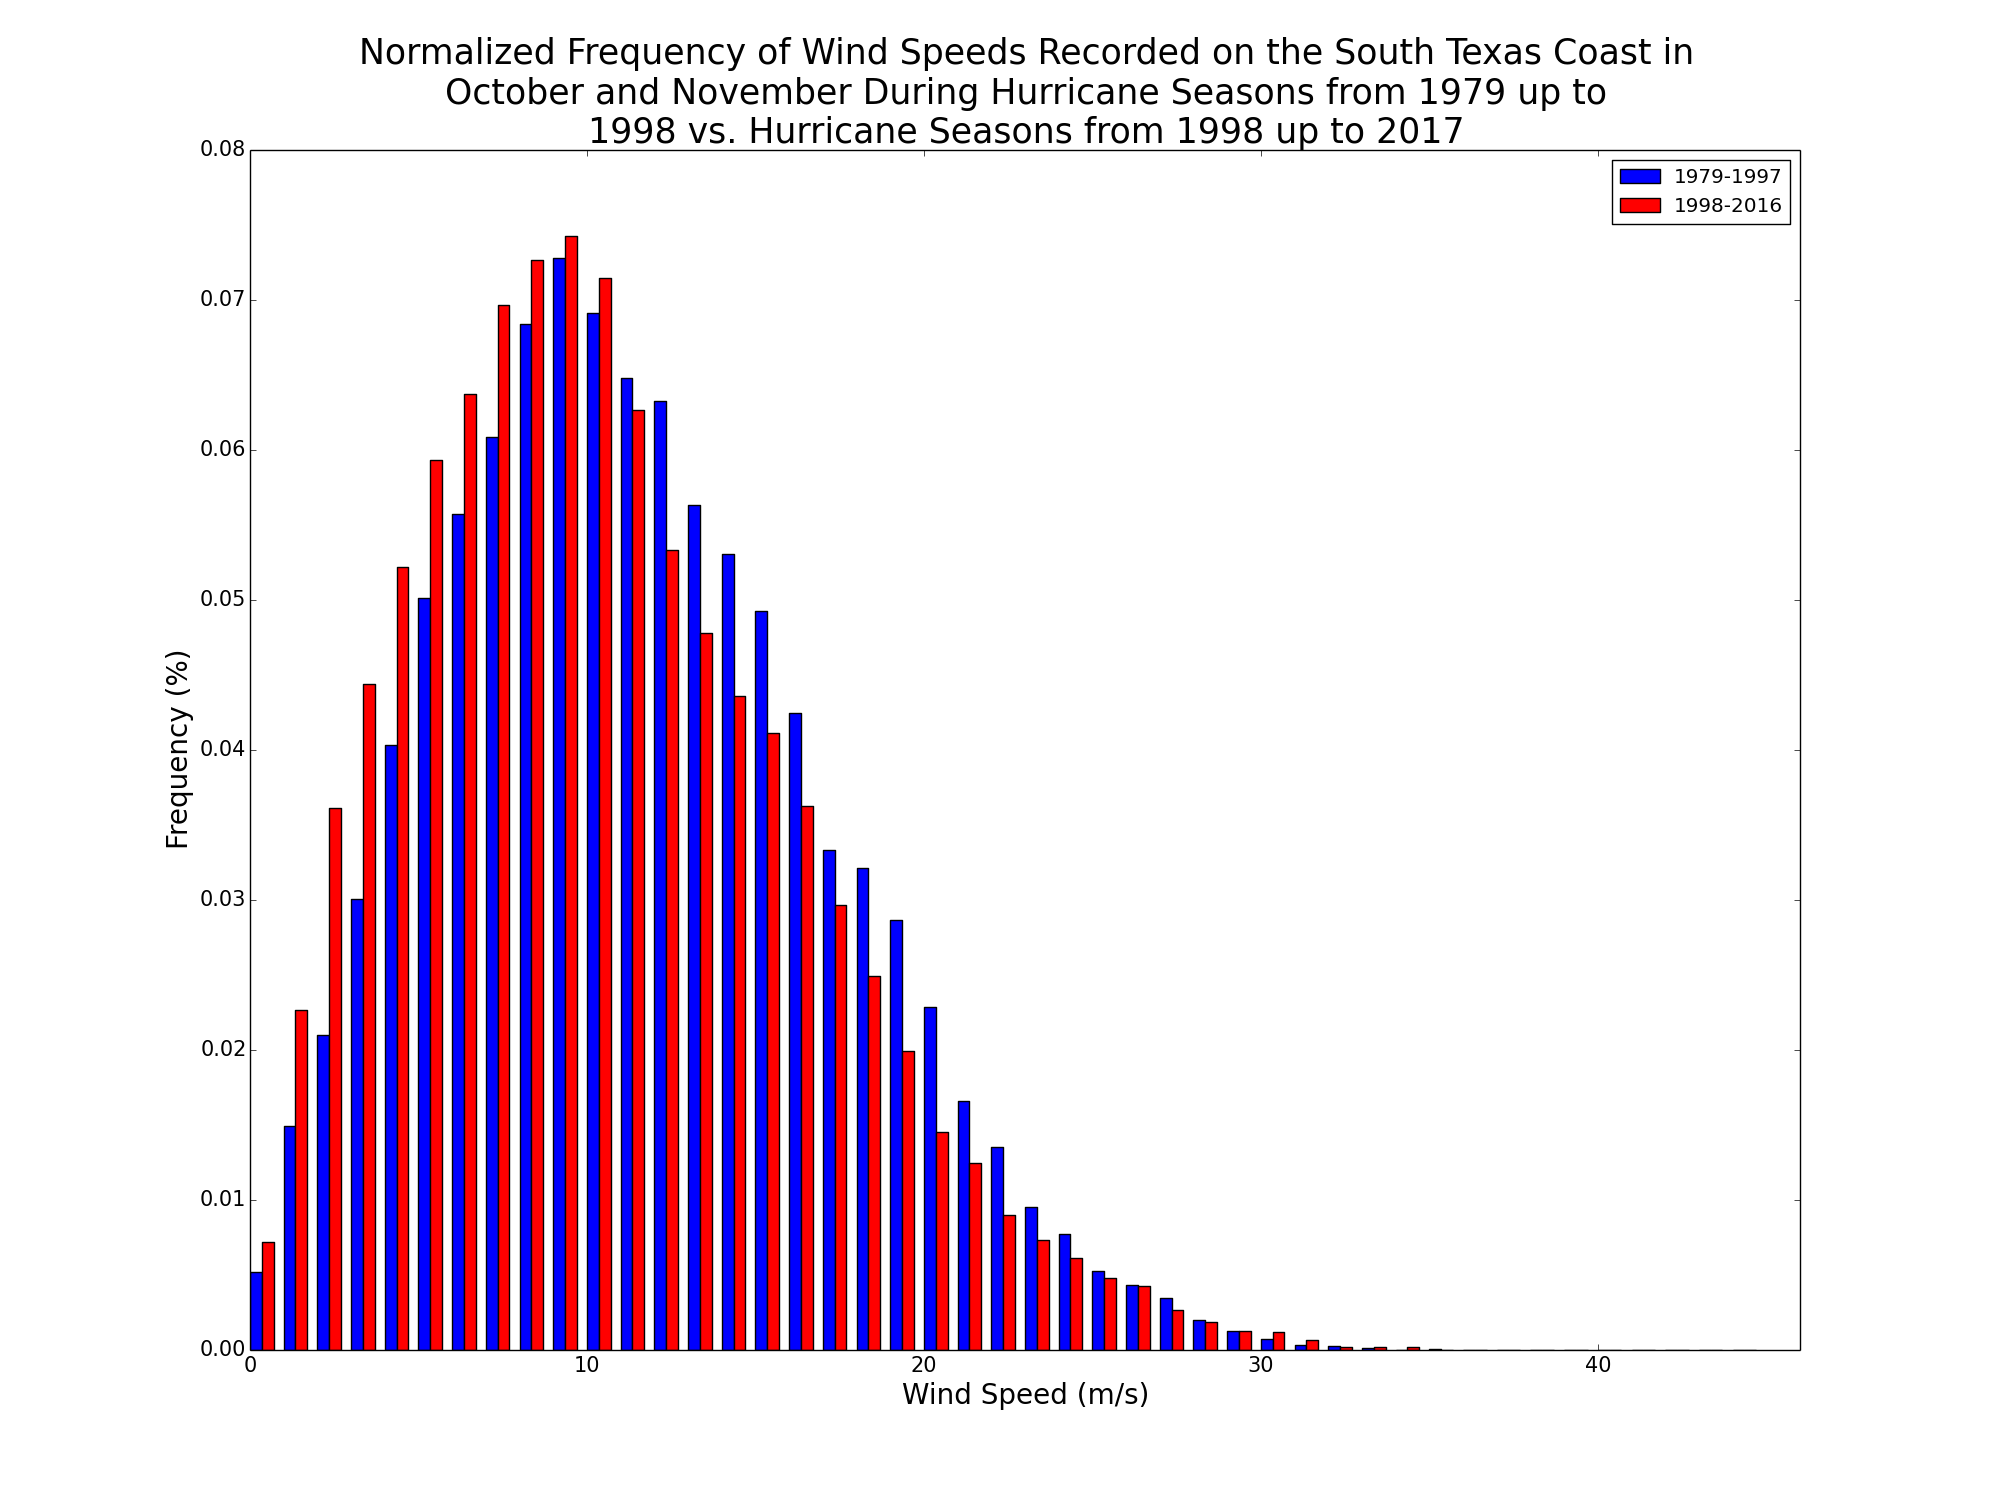 Normalized Frequency of Wind Speeds Recorded on the South Texas Coast in
October and November During Hurricane Seasons from 1979 up to
1998 vs. Hurricane Seasons from 1998 up to 2017
1979-1997
1998-2016
0.08
0.07
0.06
0.05
0.04
0.03
0.02
0.01
0.00
Frequency (%)
0 10 20 30 40
Wind Speed (m/s)